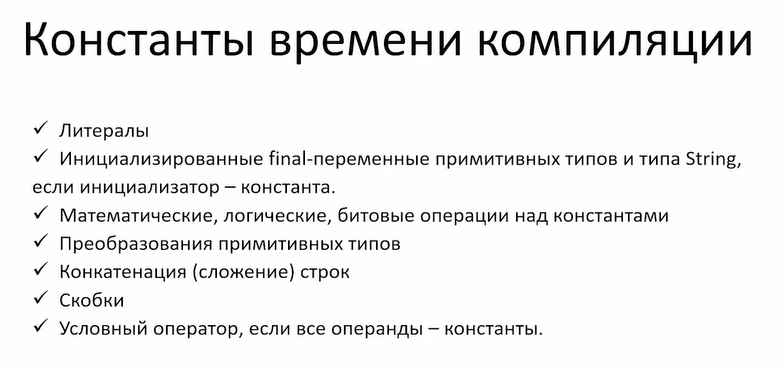 Константы времени компиляции
✓ Литералы
✓ Инициализированные final-переменные примитивных типов и типа String,
если инициализатор – константа.
✓ Математические, логические, битовые операции над константами
✓ Преобразования примитивных типов
✓ Конкатенация (сложение) строк
✓ Скобки
✓ Условный оператор, если все операнды – константы.